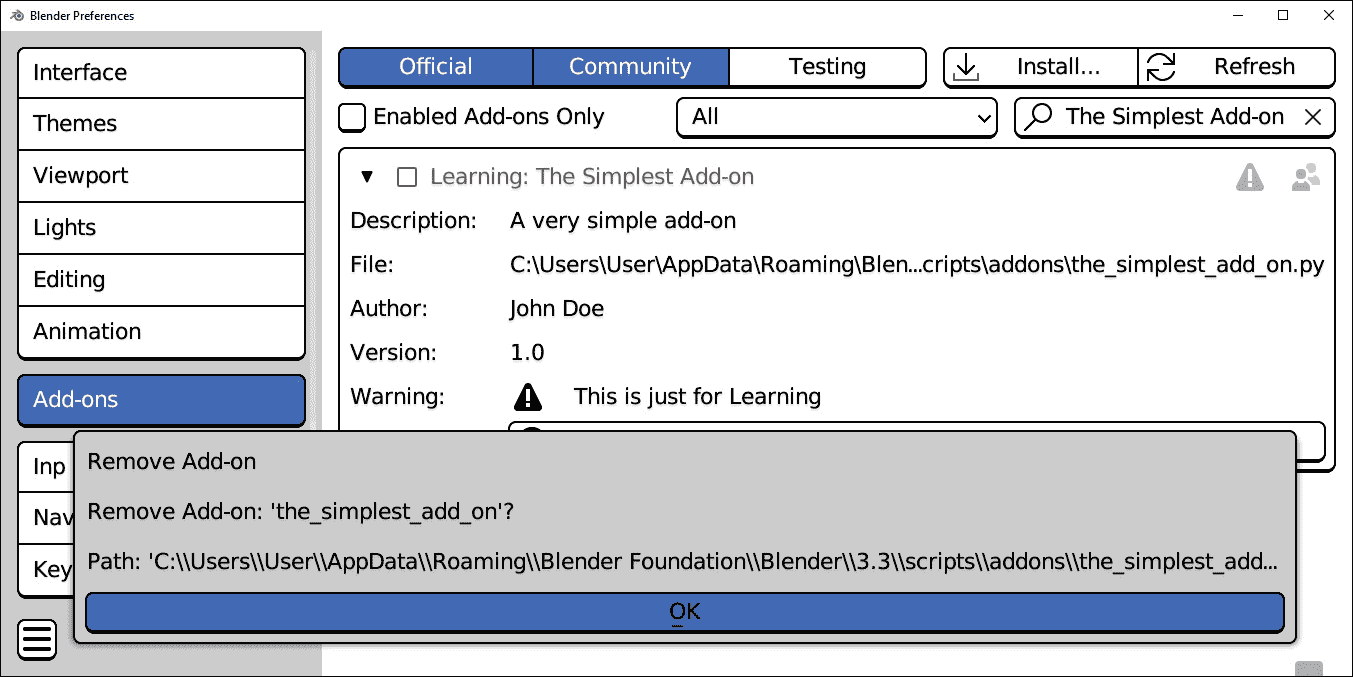 Blender Preferences
Interface
Themes
Viewport
Lights
Editing
Animation
Add-ons
Inp
Nav
Key
Official Community Testing Install... Refresh
Enabled Add-ons Only All The Simplest Add-on
Learning: The Simplest Add-on
Description: A very simple add-on
File: C:\Users\User\AppData\Roaming\Blen...cripts\addons\the_simplest_add_on.py
Author: John Doe
Version: 1.0
Warning: This is just for Learning
Remove Add-on
Remove Add-on: 'the_simplest_add_on'?
Path: 'C:\\Users\\User\\AppData\\Roaming\\Blender Foundation\\Blender\\3.3\\scripts\\addons\\the_simplest_add...
OK